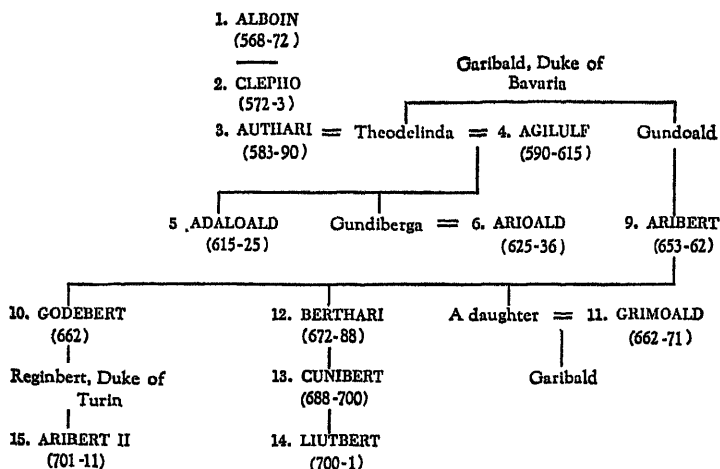 1. ALBOIN
(568-72)
Garibald, Duke of
Bavaria
2. CLEPHO
(572-3)
3. AUTHARI = Theodelinda = 4. AGILULF Gundoald
(583-90) (590-615)
5 .ADALOALD Gundiberga = 6. ARIOALD 9. ARIBERT
(615-25) (625-36) (653-62)
10. GODEBERT 12. BERTHARI A daughter = 11. GRIMOALD
(662) (672-88) (662-71)
Reginbert, Duke of 13. CUNIBERT Garibald
Turin (688-700)
15. ARIBERT II 14. LIUTBERT
(701-11) (700-1)